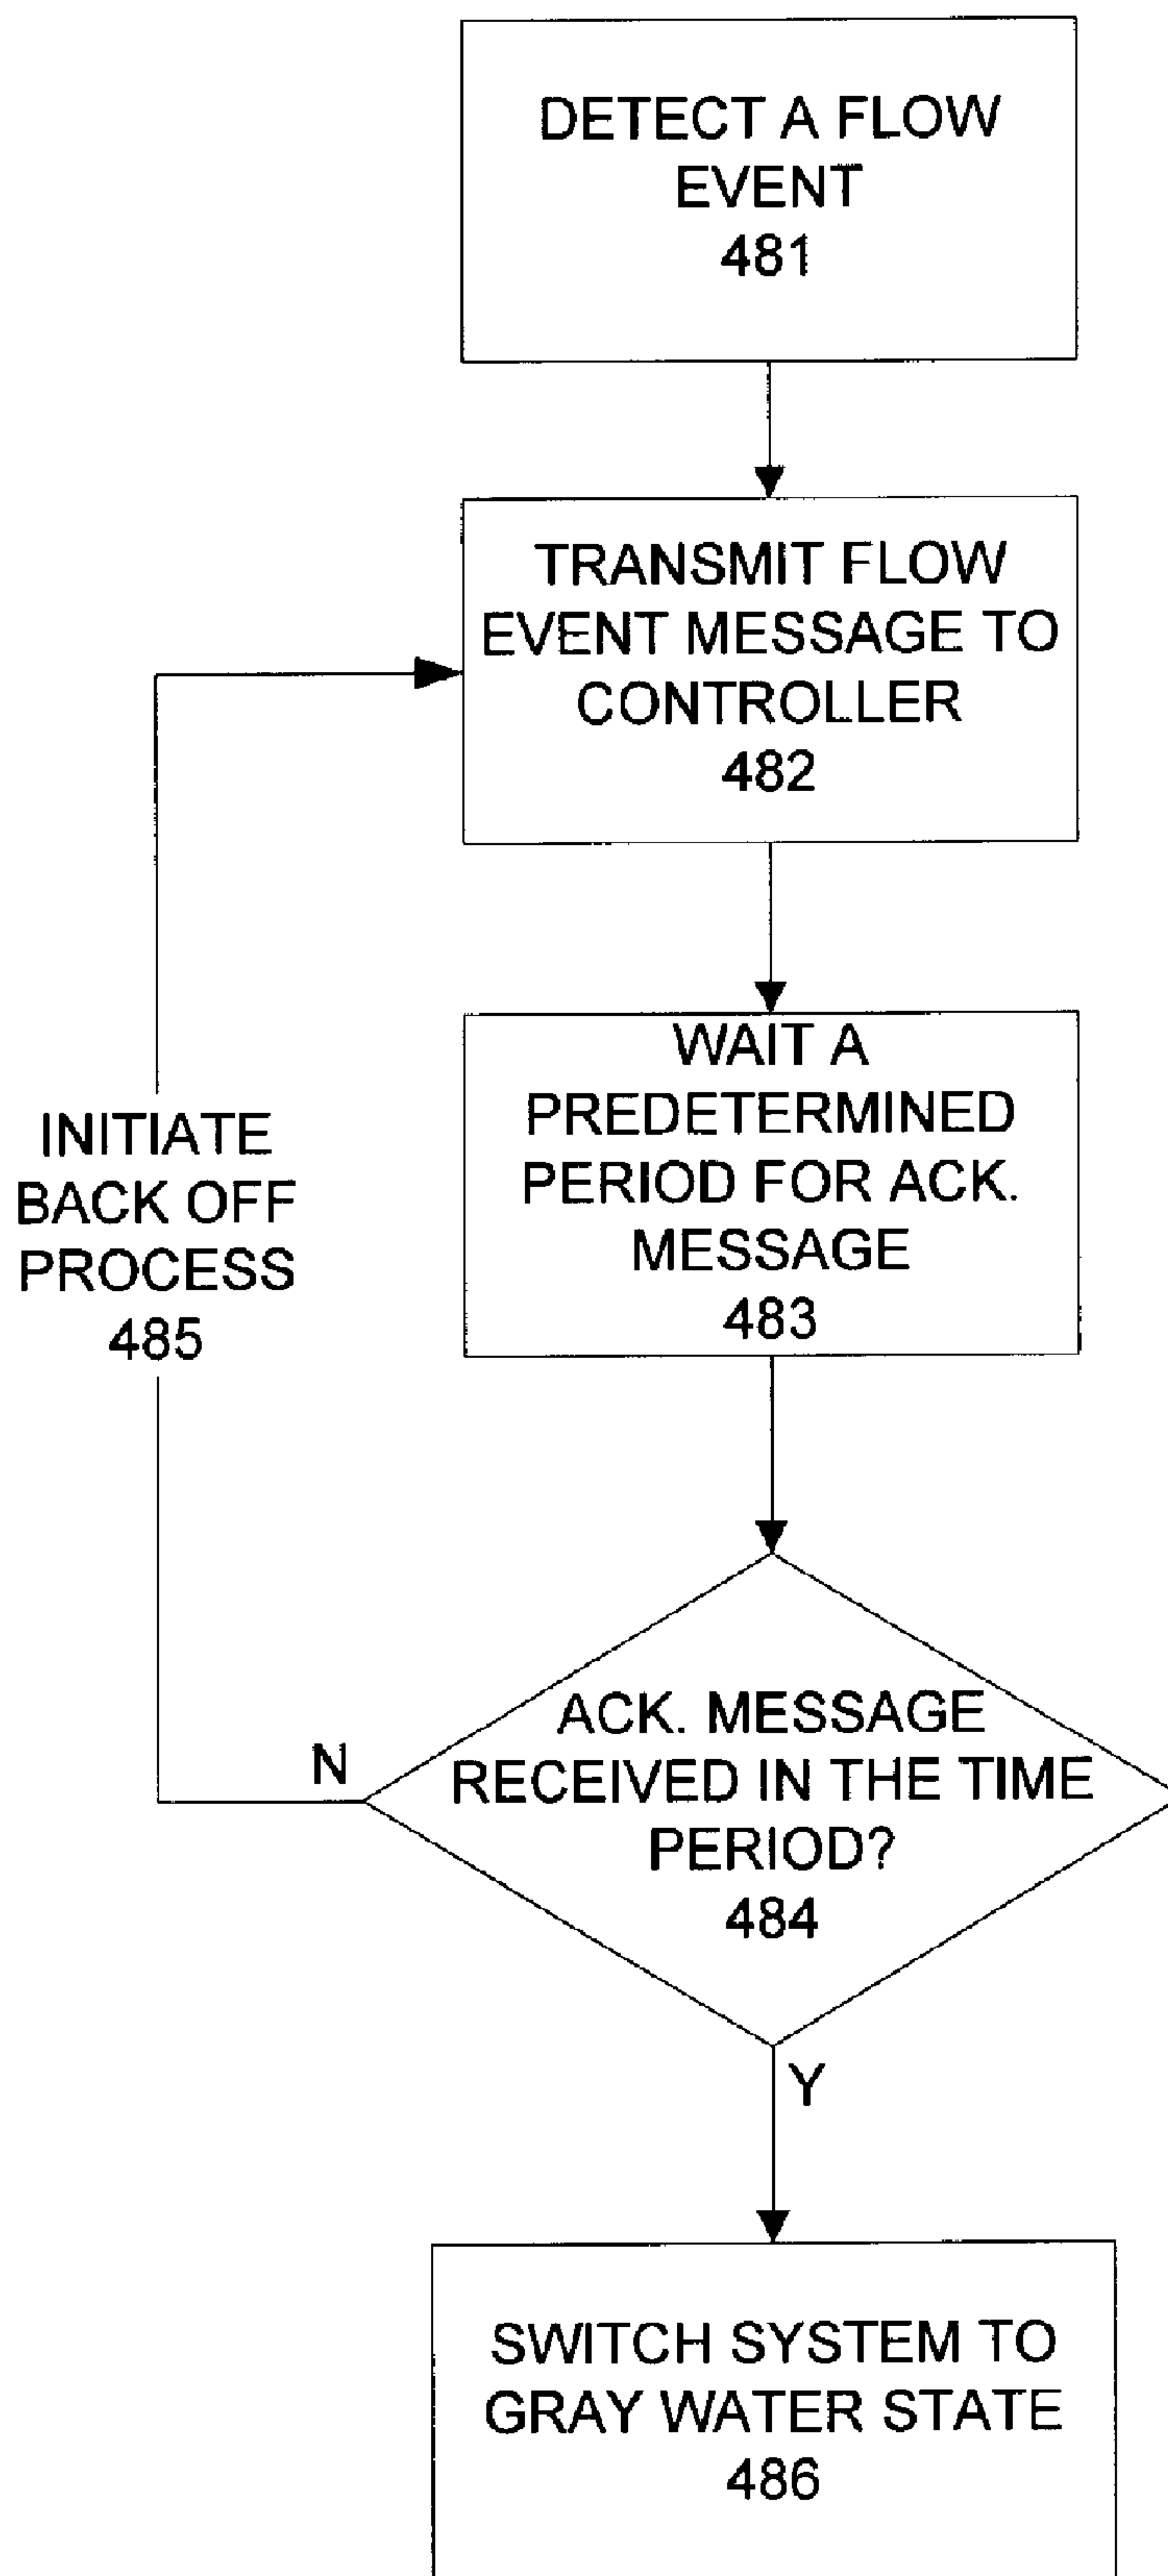 DETECT A FLOW
EVENT
481
TRANSMIT FLOW
EVENT MESSAGE TO
CONTROLLER
482
WAIT A
PREDETERMINED
PERIOD FOR ACK.
MESSAGE
483
INITIATE
BACK OFF
PROCESS
485
N
ACK. MESSAGE
RECEIVED IN THE TIME
PERIOD?
484
Y
SWITCH SYSTEM TO
GRAY WATER STATE
486